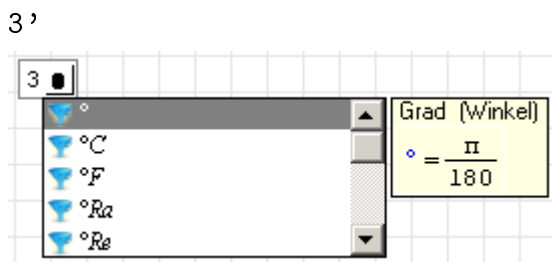 3’
3
° Grad (Winkel)
°C
°F ° = π
180
°Ra
°Re